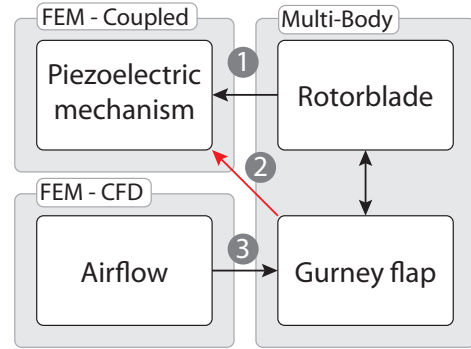 FEM - Coupled
Multi-Body
Piezoelectric
mechanism
1
Rotorblade
2
FEM - CFD
3
Airflow
Gurney flap